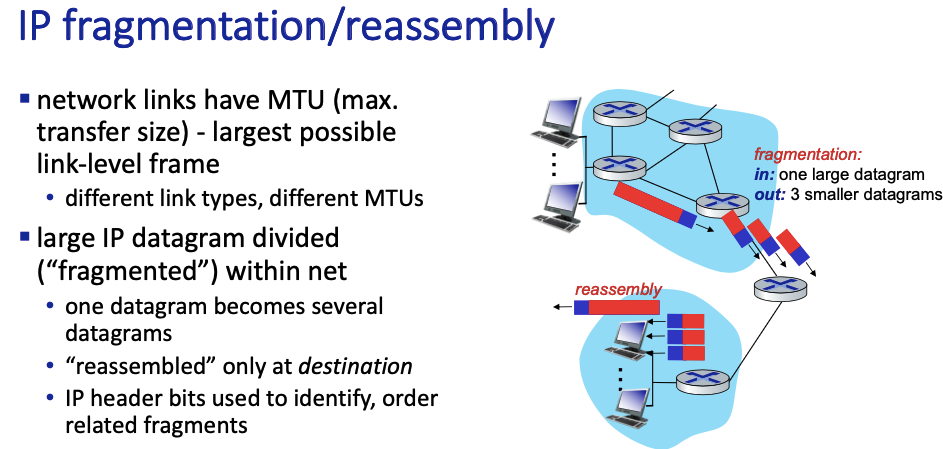 IP fragmentation/reassembly
▪ network links have MTU (max.
transfer size) - largest possible
link-level frame
• different link types, different MTUs
▪ large IP datagram divided
(“fragmented”) within net
• one datagram becomes several
datagrams
• “reassembled” only at destination
• IP header bits used to identify, order
related fragments
fragmentation:
in: one large datagram
out: 3 smaller datagrams
reassembly